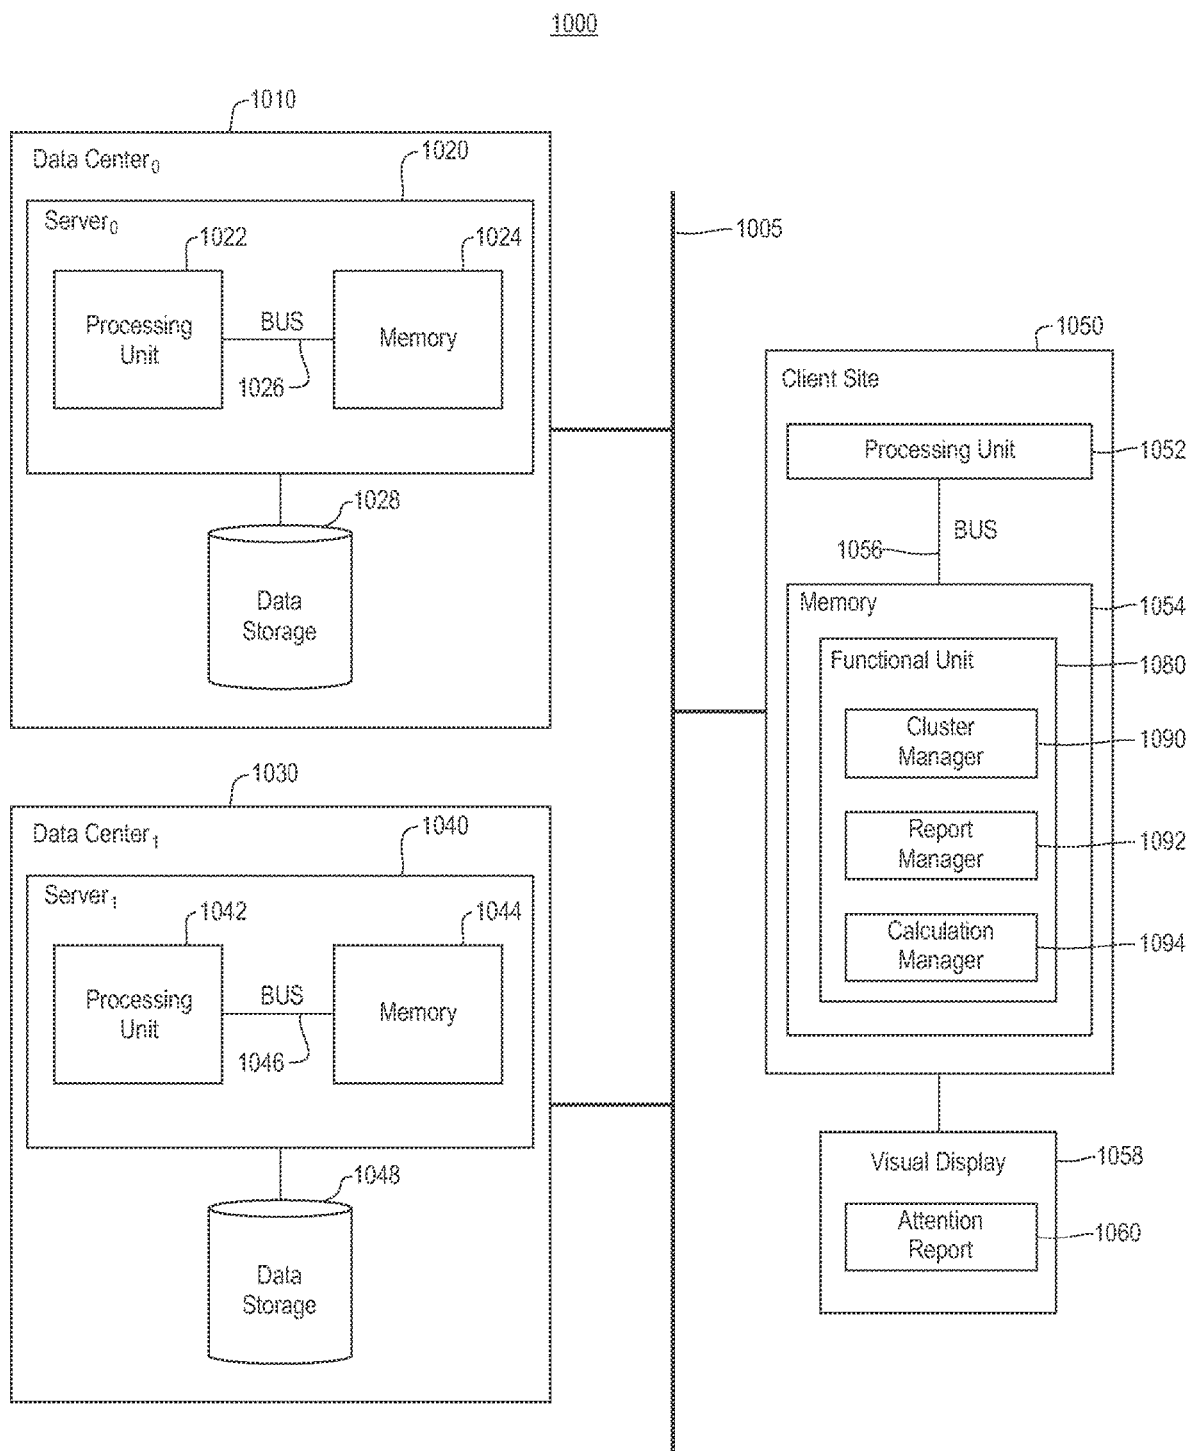 1000
1010
Data Center0
1020
Server0
1022
1024
Processing
Unit
BUS
1026
Memory
1028
Data
Storage
1030
Data Center1
1040
Server1
1042
1044
Processing
Unit
BUS
1046
Memory
1048
Data
Storage
1005
1050
Client Site
Processing Unit
1052
1056
BUS
Memory
1054
Functional Unit
1080
Cluster
Manager
1090
Report
Manager
1092
Calculation
Manager
1094
Visual Display
1058
Attention
Report
1060